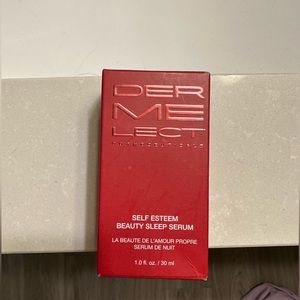 DER
ME
LECT
COSMECEUTICALS
SELF ESTEEM
BEAUTY SLEEP SERUM
LA BEAUTE DE L'AMOUR PROPRE
SERUM DE NUIT
1.0 fl. oz. / 30 ml